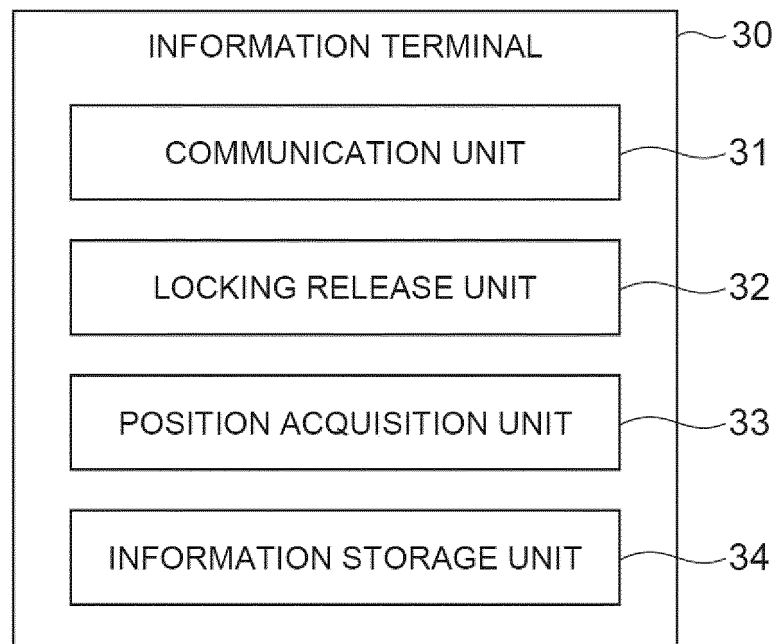 INFORMATION TERMINAL 30
COMMUNICATION UNIT 31
LOCKING RELEASE UNIT 32
POSITION ACQUISITION UNIT 33
INFORMATION STORAGE UNIT 34